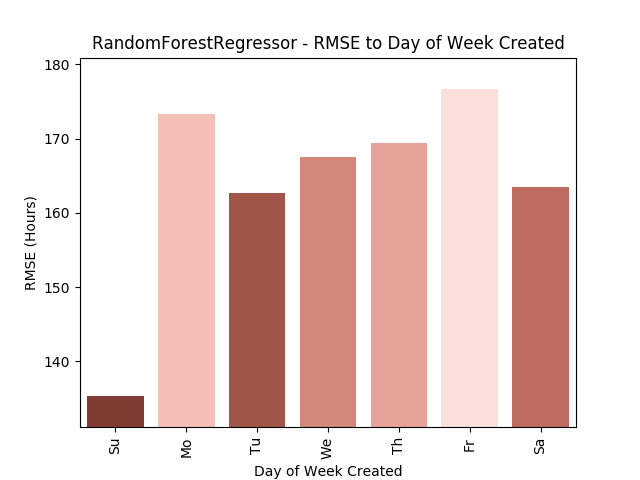 RandomForestRegressor - RMSE to Day of Week Created
180
170
160
150
140
RMSE (Hours)
Su Mo Tu We Th Fr Sa
Day of Week Created